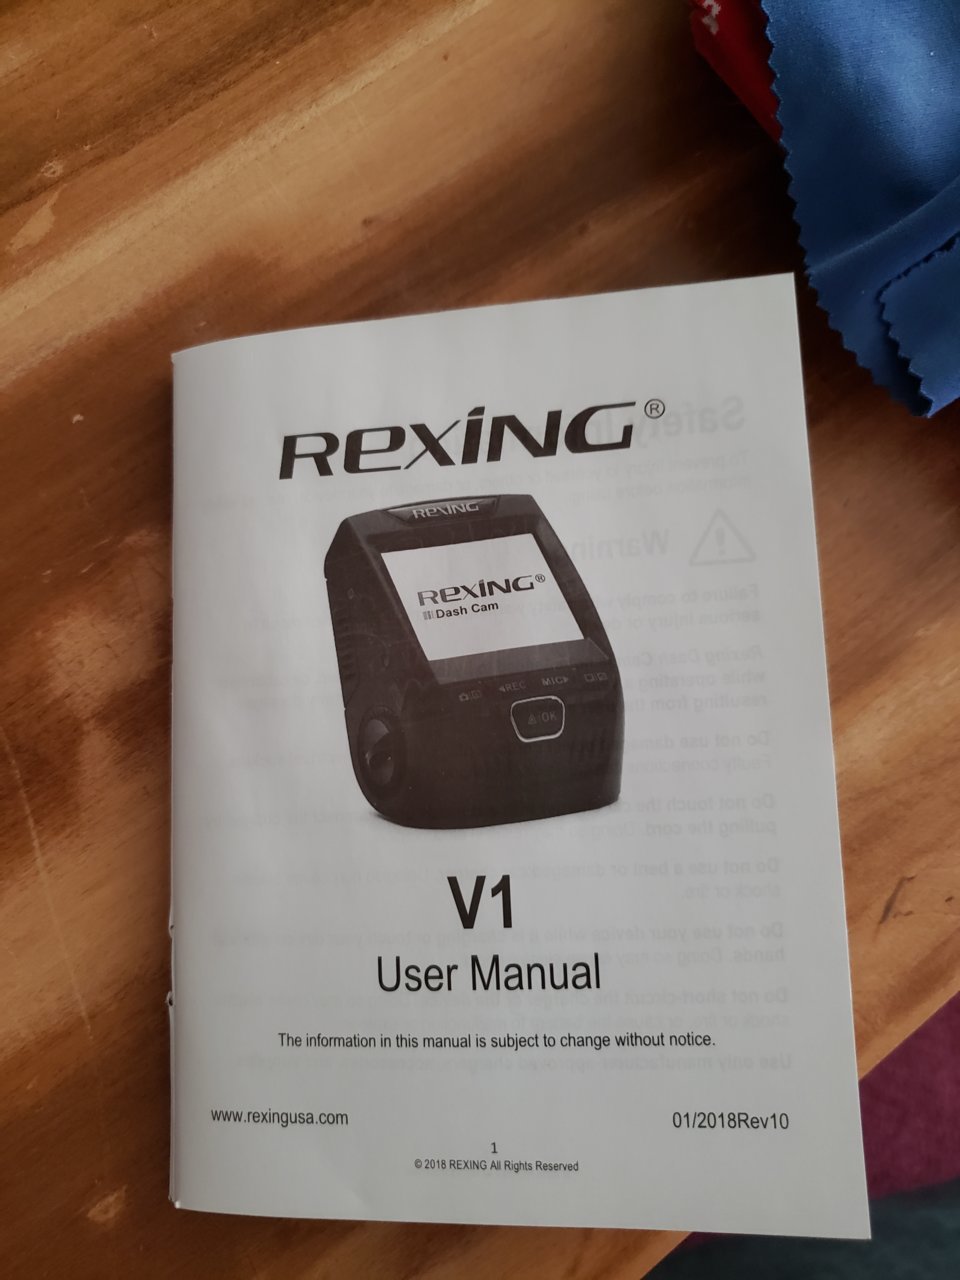 REXING®
REXING
REXING®
Dash Cam
◀REC MIC▶
OK
V1
User Manual
The information in this manual is subject to change without notice.
www.rexingusa.com 01/2018Rev10
1
© 2018 REXING All Rights Reserved